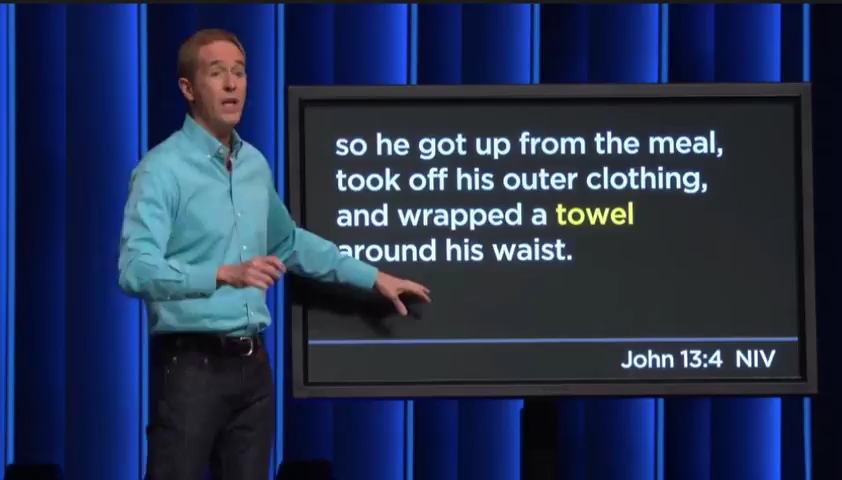 so he got up from the meal,
took off his outer clothing,
and wrapped a towel
around his waist.
John 13:4 NIV